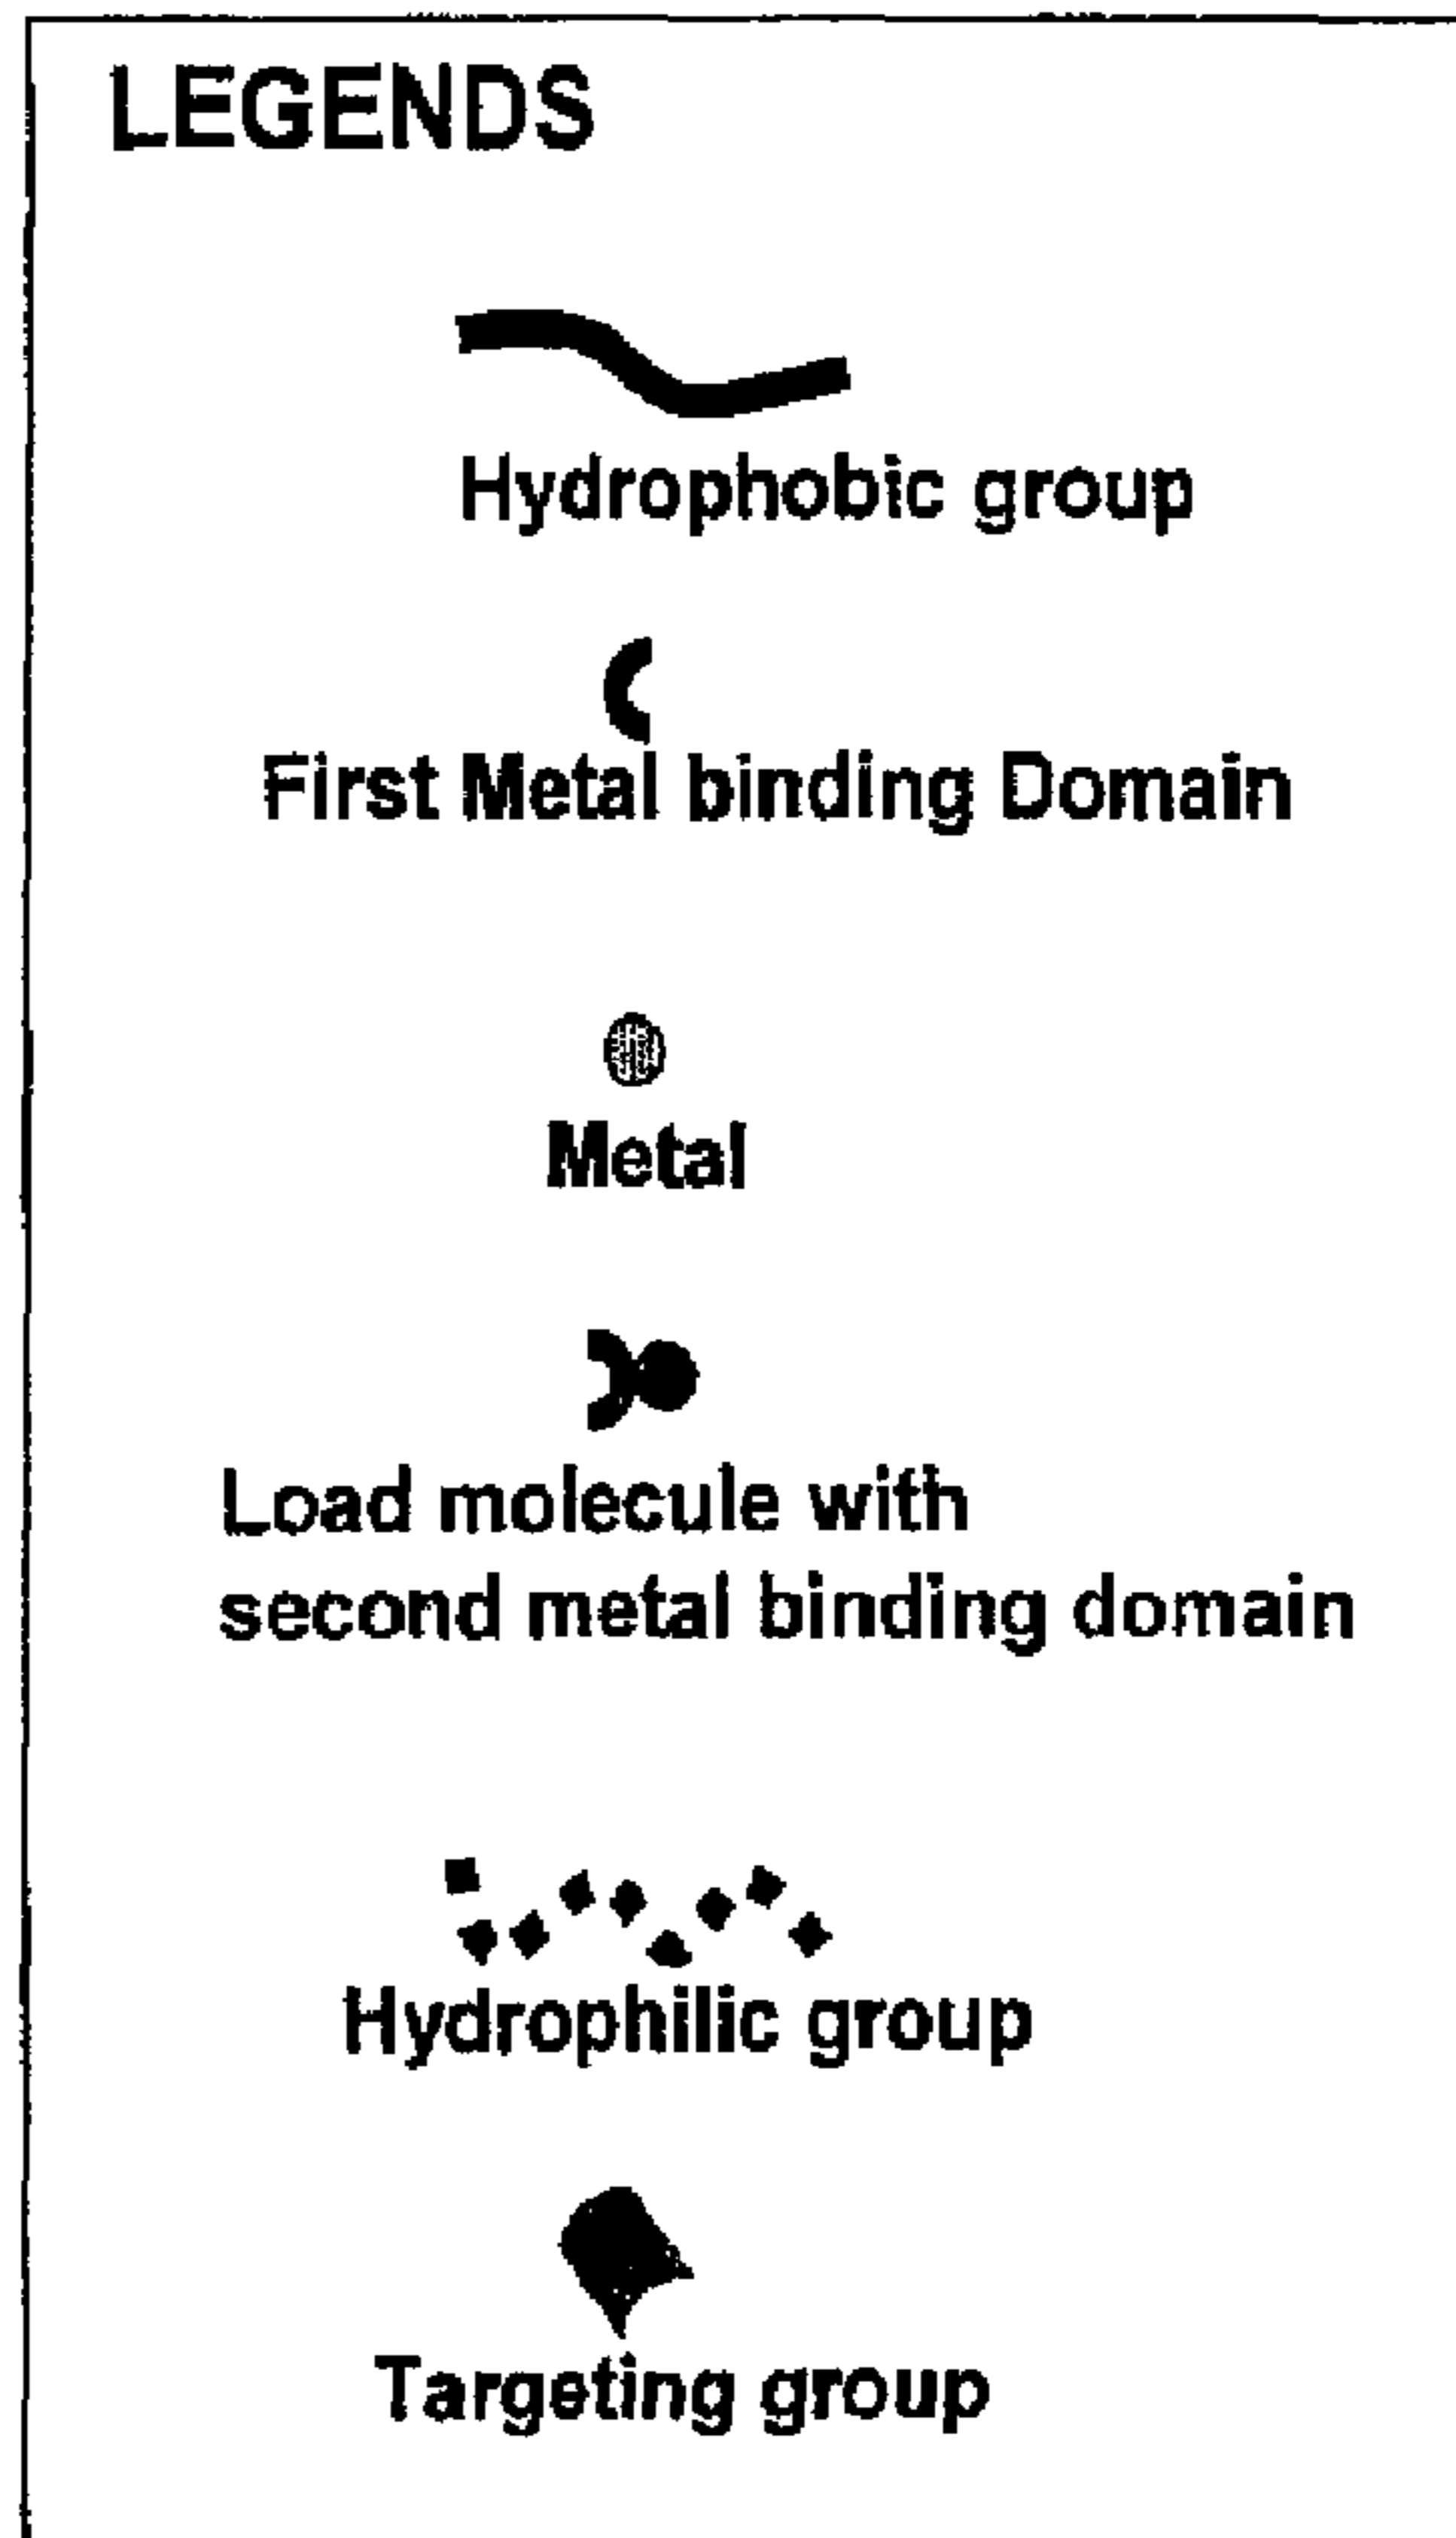 LEGENDS
Hydrophobic group
First Metal binding Domain
Metal
Load molecule with
second metal binding domain
Hydrophilic group
Targeting group